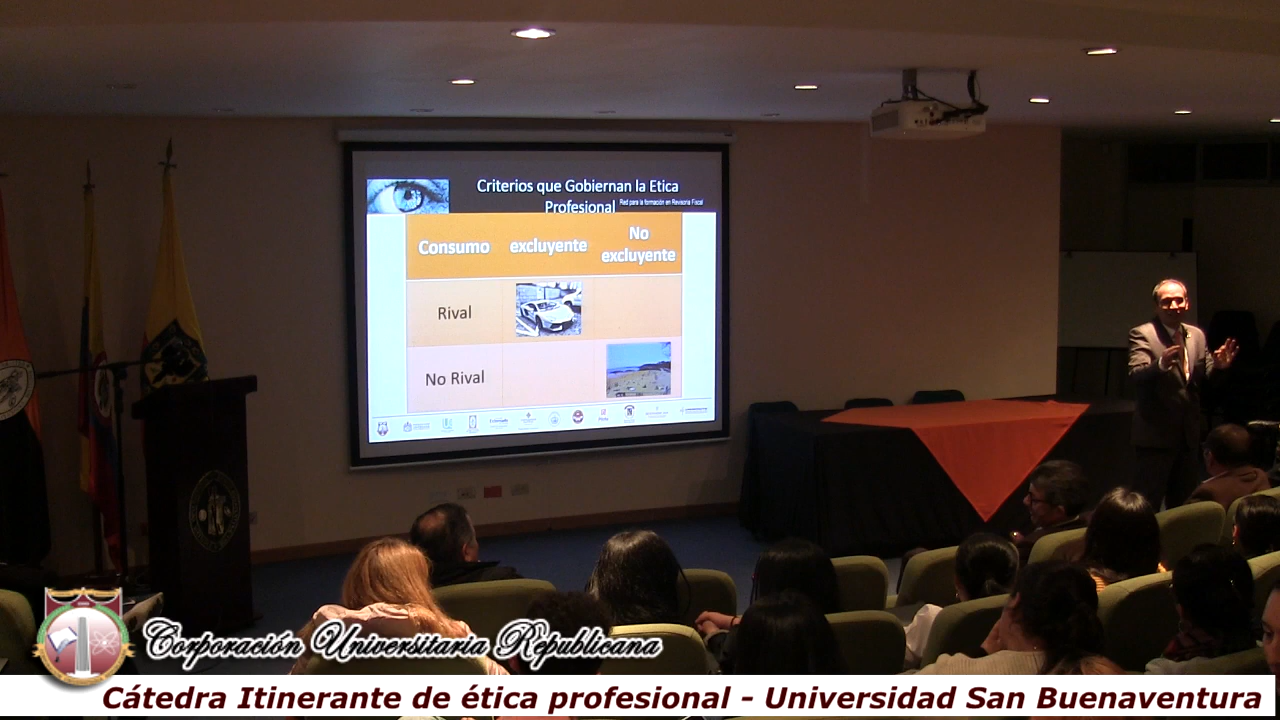 Criterios que Gobiernan la Etica
Profesional
Red para la formación en Revisoria Fiscal
Consumo excluyente No excluyente
Rival
No Rival
Corporación Universitaria Republicana
Cátedra Itinerante de ética profesional - Universidad San Buenaventura